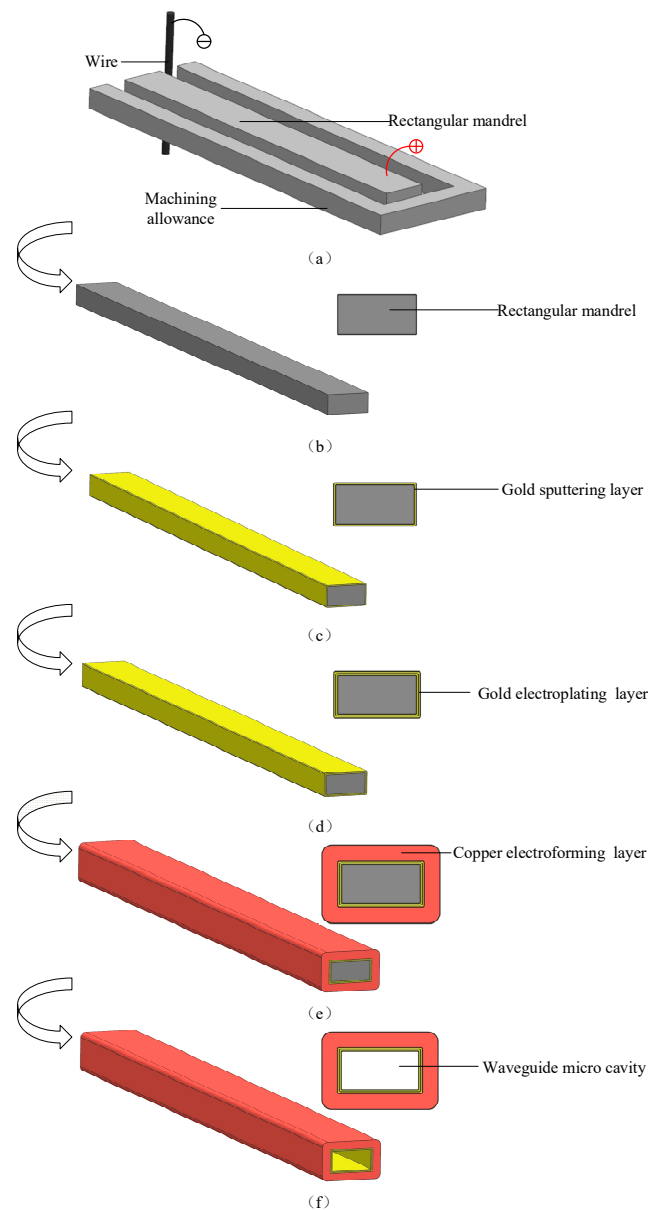 Wire
Rectangular mandrel
Machining
allowance
（a）
Rectangular mandrel
（b）
Gold sputtering layer
（c）
Gold electroplating layer
（d）
Copper electroforming layer
（e）
Waveguide micro cavity
（f）